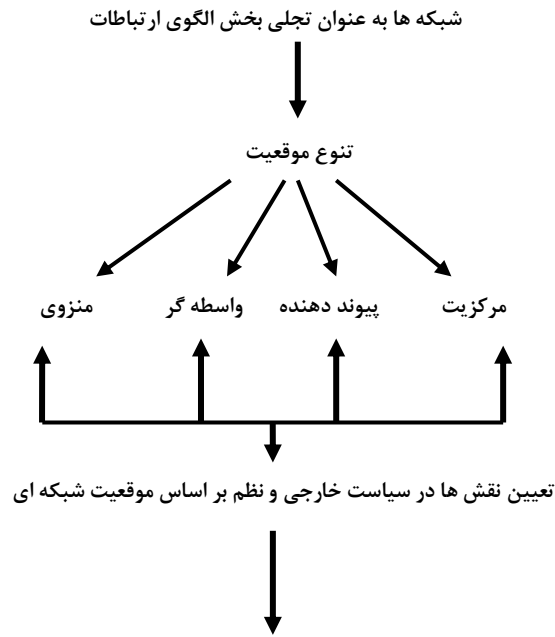 شبکه ها به عنوان تجلی بخش الگوی ارتباطات
تنوع موقعیت
مرکزیت پیوند دهنده واسطه گر منزوی
تعیین نقش ها در سیاست خارجی و نظم بر اساس موقعیت شبکه ای